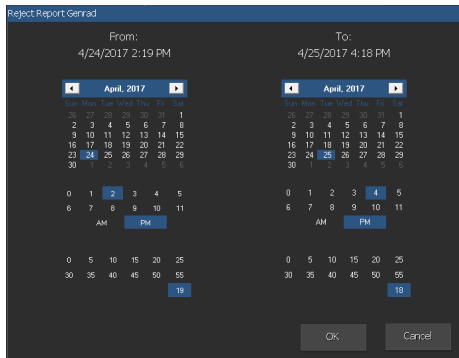 Reject Report Genrad
From: To:
4/24/2017 2:19 PM 4/25/2017 4:18 PM
April, 2017 April, 2017
Sun Mon Tue Wed Thu Fri Sat Sun Mon Tue Wed Thu Fri Sat
26 27 28 29 30 31 1 26 27 28 29 30 31 1
2 3 4 5 6 7 8 2 3 4 5 6 7 8
9 10 11 12 13 14 15 9 10 11 12 13 14 15
16 17 18 19 20 21 22 16 17 18 19 20 21 22
23 24 25 26 27 28 29 23 24 25 26 27 28 29
30 1 2 3 4 5 6 30 1 2 3 4 5 6
0 1 2 3 4 5 0 1 2 3 4 5
6 7 8 9 10 11 6 7 8 9 10 11
AM PM AM PM
0 5 10 15 20 25 0 5 10 15 20 25
30 35 40 45 50 55 30 35 40 45 50 55
19 18
OK Cancel